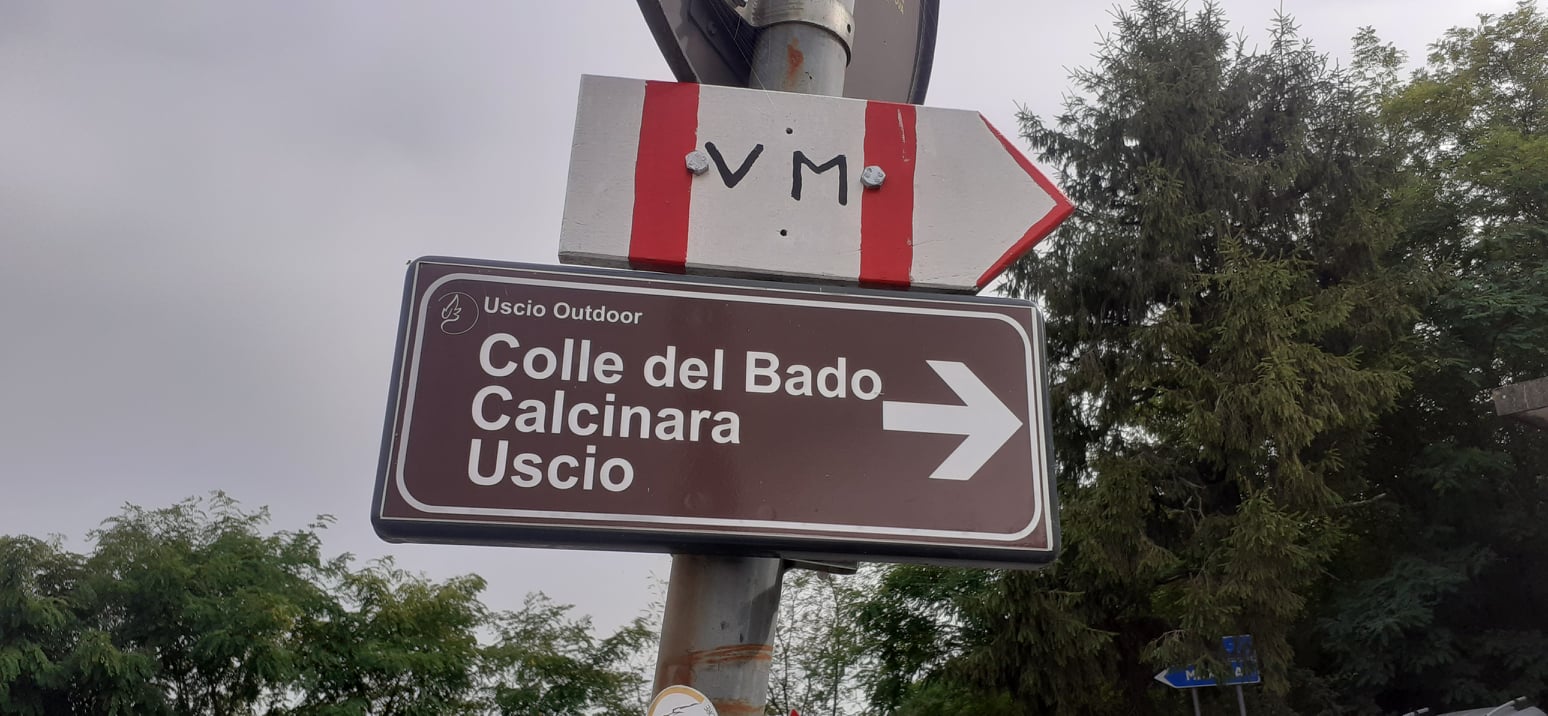 VM
Uscio Outdoor
Colle del Bado
Calcinara
Uscio